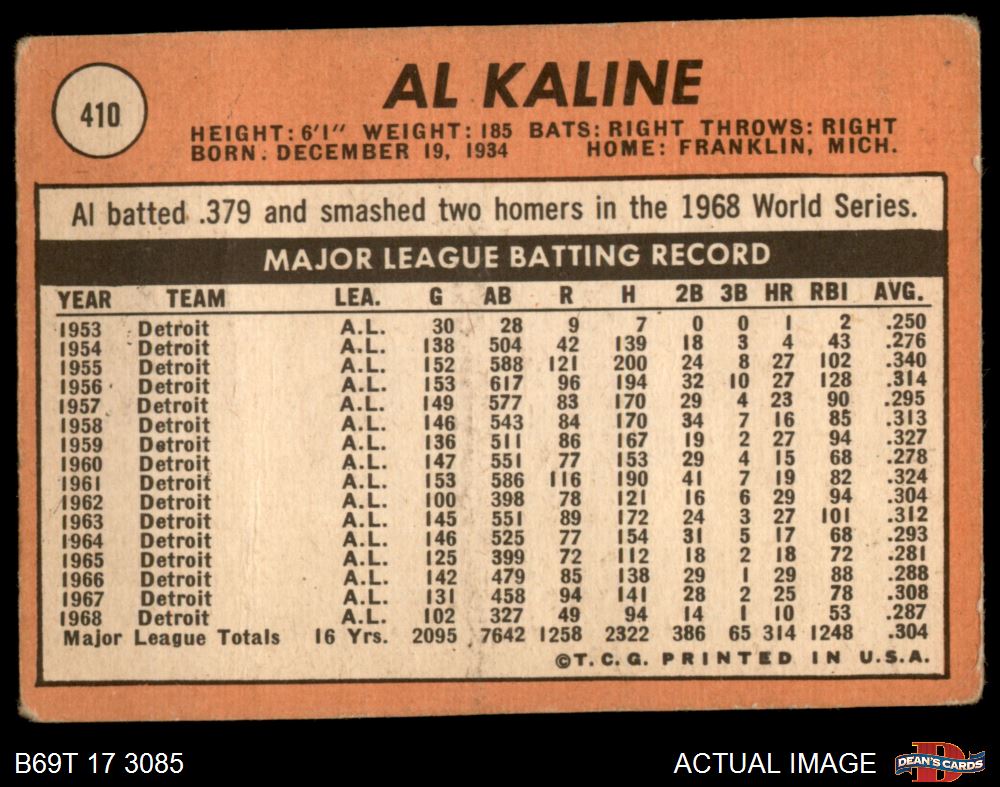 410
AL KALINE
HEIGHT: 6'1" WEIGHT: 185 BATS: RIGHT THROWS: RIGHT
BORN: DECEMBER 19, 1934 HOME: FRANKLIN, MICH.
Al batted .379 and smashed two homers in the 1968 World Series.
MAJOR LEAGUE BATTING RECORD
YEAR TEAM LEA. G AB R H 2B 3B HR RBI AVG.
1953 Detroit A.L. 30 28 9 7 0 0 1 2 .250
1954 Detroit A.L. 138 504 42 139 18 3 4 43 .276
1955 Detroit A.L. 152 588 121 200 24 8 27 102 .340
1956 Detroit A.L. 153 617 96 194 32 10 27 128 .314
1957 Detroit A.L. 149 577 83 170 29 4 23 90 .295
1958 Detroit A.L. 146 543 84 170 34 7 16 85 .313
1959 Detroit A.L. 136 511 86 167 19 2 27 94 .327
1960 Detroit A.L. 147 551 77 153 29 4 15 68 .278
1961 Detroit A.L. 153 586 116 190 41 7 19 82 .324
1962 Detroit A.L. 100 398 78 121 16 6 29 94 .304
1963 Detroit A.L. 145 551 89 172 24 3 27 101 .312
1964 Detroit A.L. 146 525 77 154 31 5 17 68 .293
1965 Detroit A.L. 125 399 72 112 18 2 18 72 .281
1966 Detroit A.L. 142 479 85 138 29 1 29 88 .288
1967 Detroit A.L. 131 458 94 141 28 2 25 78 .308
1968 Detroit A.L. 102 327 49 94 14 1 10 53 .287
Major League Totals 16 Yrs. 2095 7642 1258 2322 386 65 314 1248 .304
©T.C.G. PRINTED IN U.S.A.
B69T 17 3085
ACTUAL IMAGE
D
DEAN'S CARDS